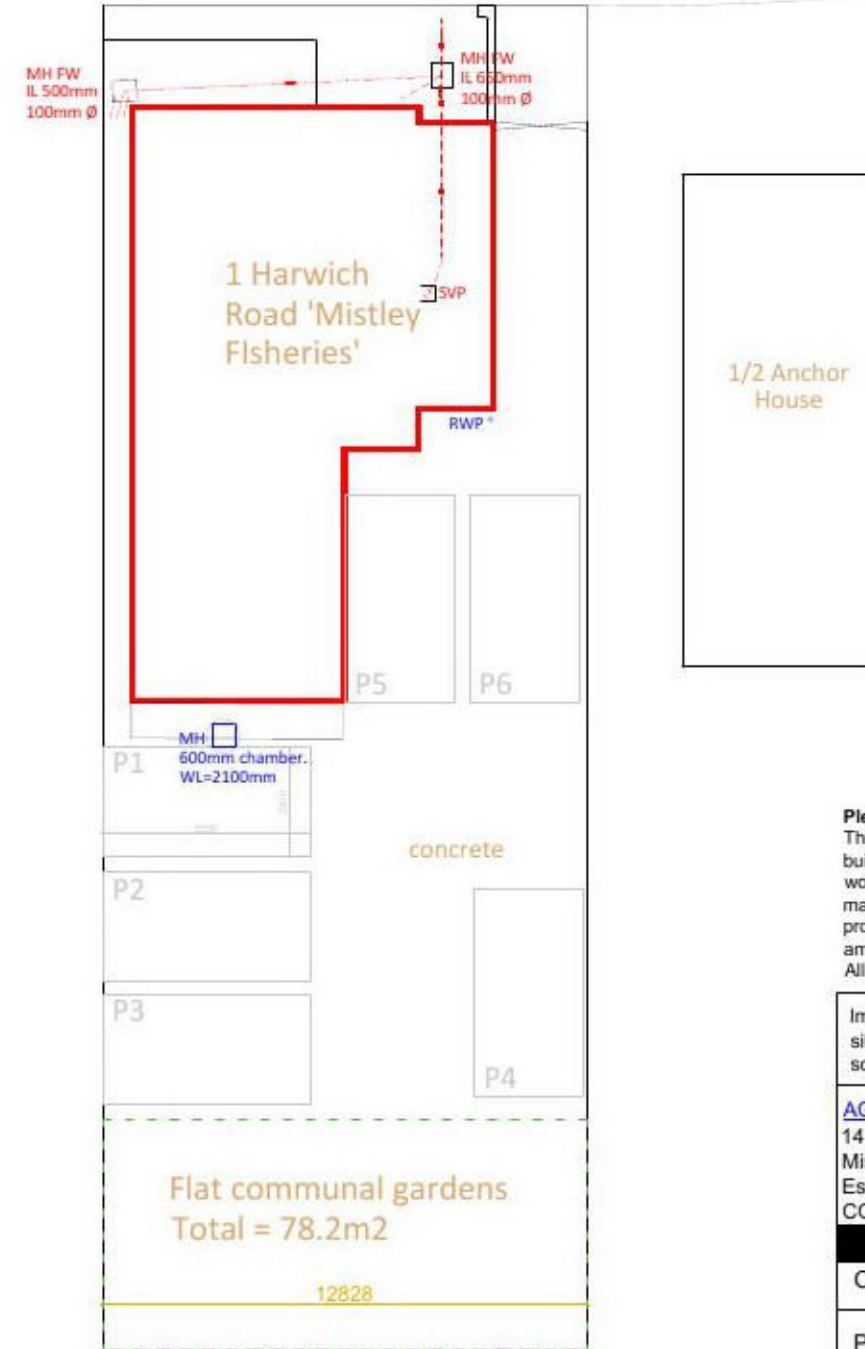 MH FW
IL 500mm
100mm Ø
MH FW
IL 650mm
100mm Ø
1 Harwich
Road 'Mistley
FIsheries'
SVP
RWP
1/2 Anchor
House
P5
P6
MH
600mm chamber.
WL=2100mm
P1
concrete
P2
P3
P4
Flat communal gardens
Total = 78.2m2
12828
All
14